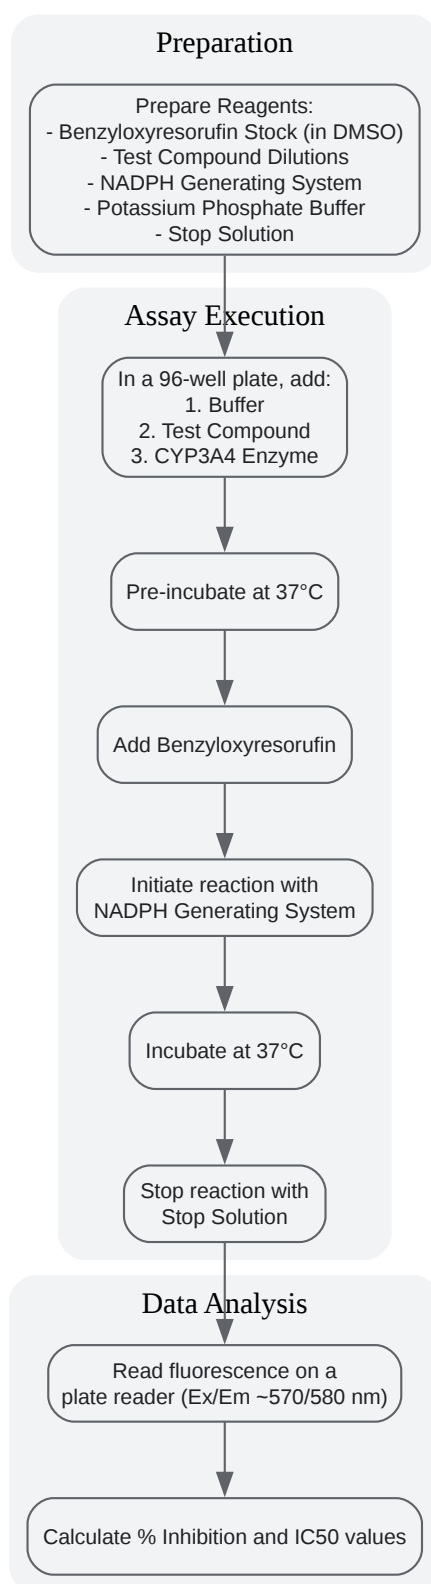 Preparation
Prepare Reagents:
- Benzyloxyresorufin Stock (in DMSO)
- Test Compound Dilutions
- NADPH Generating System
- Potassium Phosphate Buffer
- Stop Solution
Assay Execution
In a 96-well plate, add:
1. Buffer
2. Test Compound
3. CYP3A4 Enzyme
Pre-incubate at 37°C
Add Benzyloxyresorufin
Initiate reaction with
NADPH Generating System
Incubate at 37°C
Stop reaction with
Stop Solution
Data Analysis
Read fluorescence on a
plate reader (Ex/Em ~570/580 nm)
Calculate % Inhibition and IC50 values